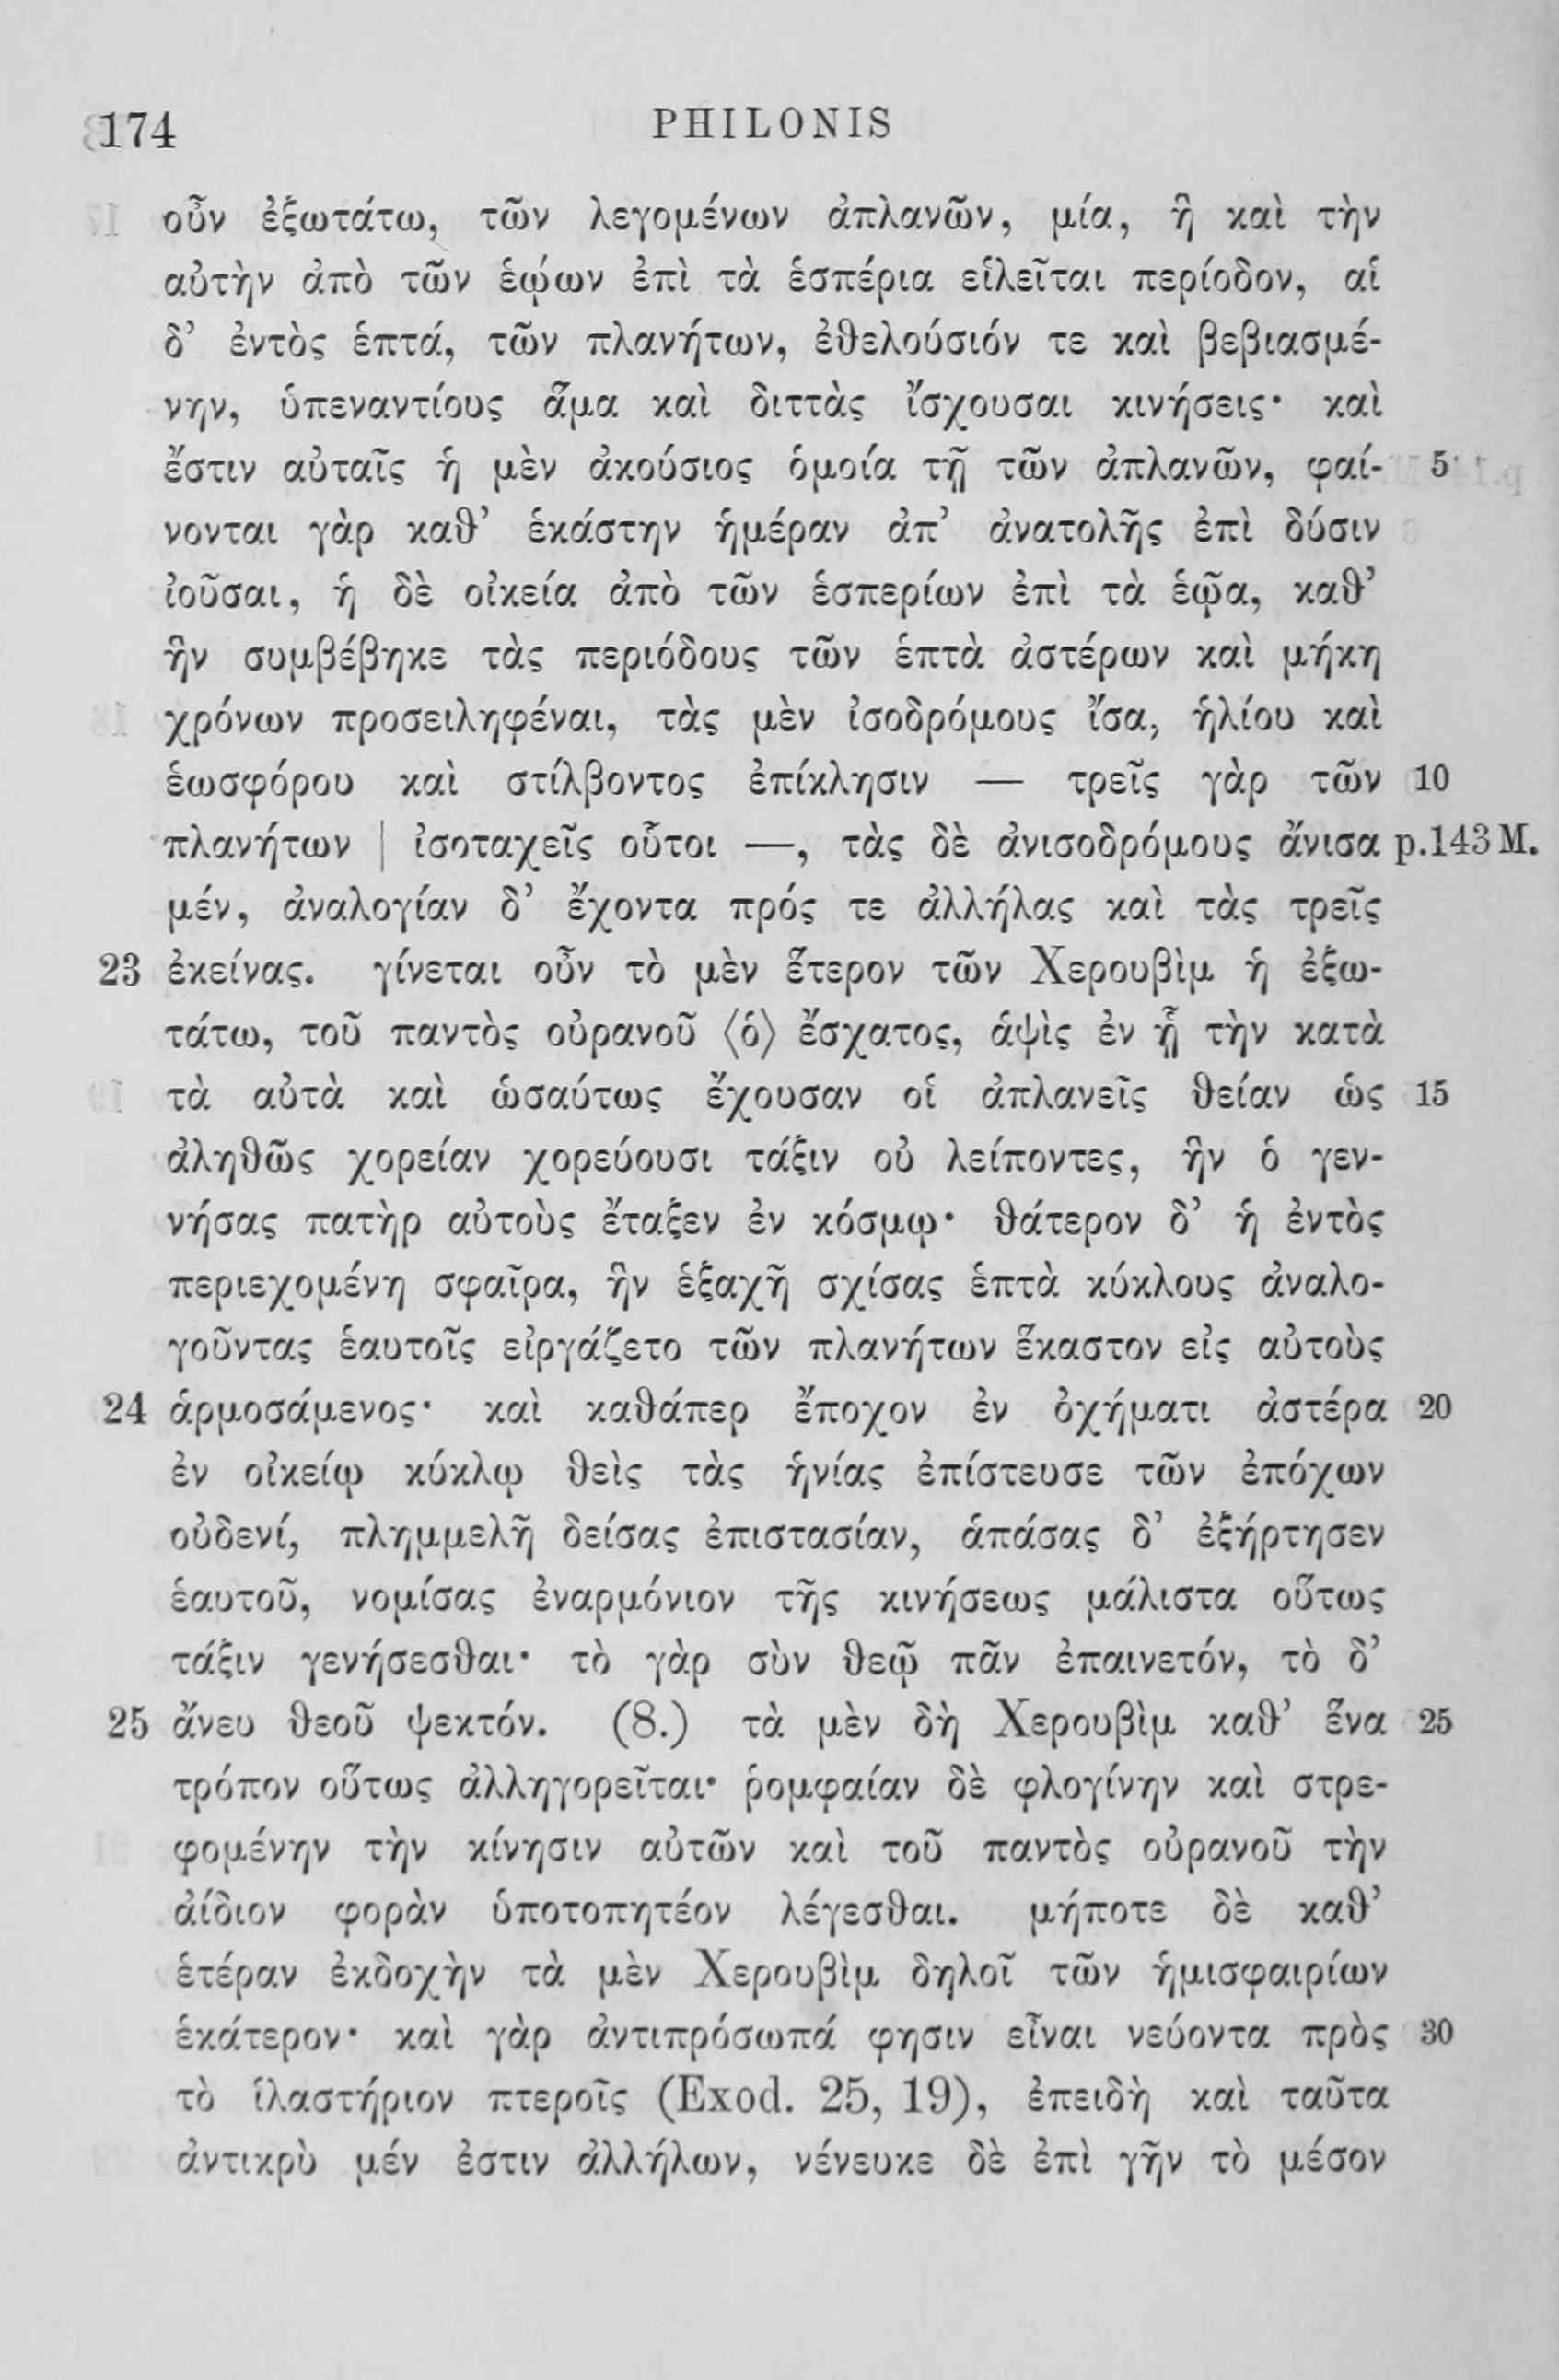 174 PHILONIS
οὖν ἐξωτάτω, τῶν λεγομένων ἀπλανῶν, μία, ἣ καὶ τὴν
αὐτὴν ἀπὸ τῶν ἑῴων ἐπὶ τὰ ἑσπέρια εἱλεῖται περίοδον, αἱ
δ’ ἐντὸς ἑπτά, τῶν πλανήτων, ἐθελούσιόν τε καὶ βεβιασμέ-
νην, ὑπεναντίους ἅμα καὶ διττὰς ἴσχουσαι κινήσεις· καὶ
ἔστιν αὐταῖς ἡ μὲν ἀκούσιος ὁμοία τῇ τῶν ἀπλανῶν, φαί- 5
νονται γὰρ καθ’ ἑκάστην ἡμέραν ἀπ’ ἀνατολῆς ἐπὶ δύσιν
ἰοῦσαι, ἡ δὲ οἰκεία ἀπὸ τῶν ἑσπερίων ἐπὶ τὰ ἑῷα, καθ’
ἣν συμβέβηκε τὰς περιόδους τῶν ἑπτὰ ἀστέρων καὶ μήκη
χρόνων προσειληφέναι, τὰς μὲν ἰσοδρόμους ἴσα, ἡλίου καὶ
ἑωσφόρου καὶ στίλβοντος ἐπίκλησιν — τρεῖς γὰρ τῶν 10
πλανήτων | ἰσοταχεῖς οὗτοι —, τὰς δὲ ἀνισοδρόμους ἄνισα p.143 M.
μέν, ἀναλογίαν δ’ ἔχοντα πρός τε ἀλλήλας καὶ τὰς τρεῖς
23 ἐκείνας. γίνεται οὖν τὸ μὲν ἕτερον τῶν Χερουβὶμ ἡ ἐξω-
τάτω, τοῦ παντὸς οὐρανοῦ ⟨ὁ⟩ ἔσχατος, ἁψὶς ἐν ᾗ τὴν κατὰ
τὰ αὐτὰ καὶ ὡσαύτως ἔχουσαν οἱ ἀπλανεῖς θείαν ὡς 15
ἀληθῶς χορείαν χορεύουσι τάξιν οὐ λείποντες, ἣν ὁ γεν-
νήσας πατὴρ αὐτοὺς ἔταξεν ἐν κόσμῳ· θάτερον δ’ ἡ ἐντὸς
περιεχομένη σφαῖρα, ἣν ἑξαχῆ σχίσας ἑπτὰ κύκλους ἀναλο-
γοῦντας ἑαυτοῖς εἰργάζετο τῶν πλανήτων ἕκαστον εἰς αὐτοὺς
24 ἁρμοσάμενος· καὶ καθάπερ ἔποχον ἐν ὀχήματι ἀστέρα 20
ἐν οἰκείῳ κύκλῳ θεὶς τὰς ἡνίας ἐπίστευσε τῶν ἐπόχων
οὐδενί, πλημμελῆ δείσας ἐπιστασίαν, ἁπάσας δ’ ἐξήρτησεν
ἑαυτοῦ, νομίσας ἐναρμόνιον τῆς κινήσεως μάλιστα οὕτως
τάξιν γενήσεσθαι· τὸ γὰρ σὺν θεῷ πᾶν ἐπαινετόν, τὸ δ’
25 ἄνευ θεοῦ ψεκτόν. (8.) τὰ μὲν δὴ Χερουβὶμ καθ’ ἕνα 25
τρόπον οὕτως ἀλληγορεῖται· ῥομφαίαν δὲ φλογίνην καὶ στρε-
φομένην τὴν κίνησιν αὐτῶν καὶ τοῦ παντὸς οὐρανοῦ τὴν
ἀίδιον φορὰν ὑποτοπητέον λέγεσθαι. μήποτε δὲ καθ’
ἑτέραν ἐκδοχὴν τὰ μὲν Χερουβὶμ δηλοῖ τῶν ἡμισφαιρίων
ἑκάτερον· καὶ γὰρ ἀντιπρόσωπά φησιν εἶναι νεύοντα πρὸς 30
τὸ ἱλαστήριον πτεροῖς (Exod. 25, 19), ἐπειδὴ καὶ ταῦτα
ἀντικρὺ μέν ἐστιν ἀλλήλων, νένευκε δὲ ἐπὶ γῆν τὸ μέσον